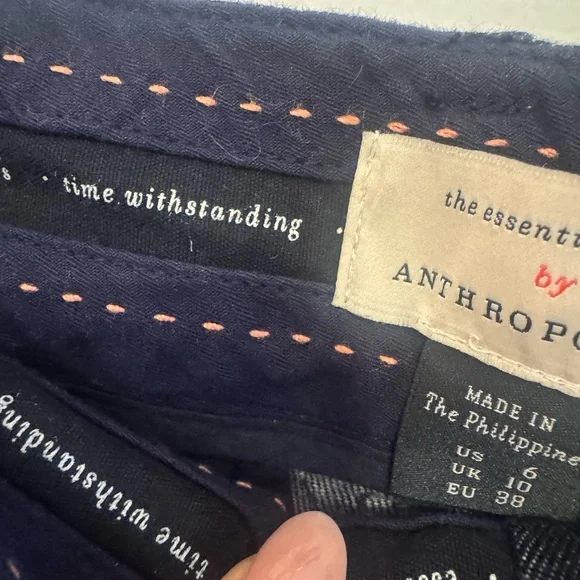 s · time withstanding ·
the essenti
by
ANTHROPO
MADE IN
The Philippine
US 6
UK 10
EU 38
time withstanding